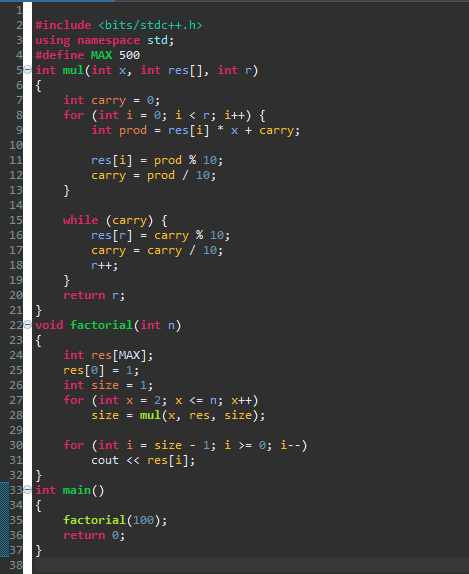 1
2 #include <bits/stdc++.h>
3 using namespace std;
4 #define MAX 500
5 int mul(int x, int res[], int r)
6 {
7     int carry = 0;
8     for (int i = 0; i < r; i++) {
9         int prod = res[i] * x + carry;
10
11         res[i] = prod % 10;
12         carry = prod / 10;
13     }
14
15     while (carry) {
16         res[r] = carry % 10;
17         carry = carry / 10;
18         r++;
19     }
20     return r;
21 }
22 void factorial(int n)
23 {
24     int res[MAX];
25     res[0] = 1;
26     int size = 1;
27     for (int x = 2; x <= n; x++)
28         size = mul(x, res, size);
29
30     for (int i = size - 1; i >= 0; i--)
31         cout << res[i];
32 }
33 int main()
34 {
35     factorial(100);
36     return 0;
37 }
38